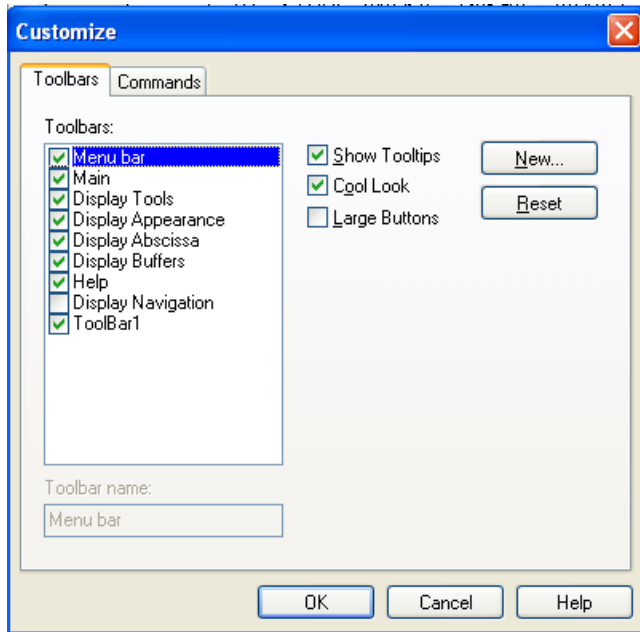 Customize
Toolbars
Commands
Toolbars:
Menu bar
Main
Display Tools
Display Appearance
Display Abscissa
Display Buffers
Help
Display Navigation
ToolBar1
Show Tooltips
Cool Look
Large Buttons
New...
Reset
Toolbar name:
Menu bar
OK
Cancel
Help